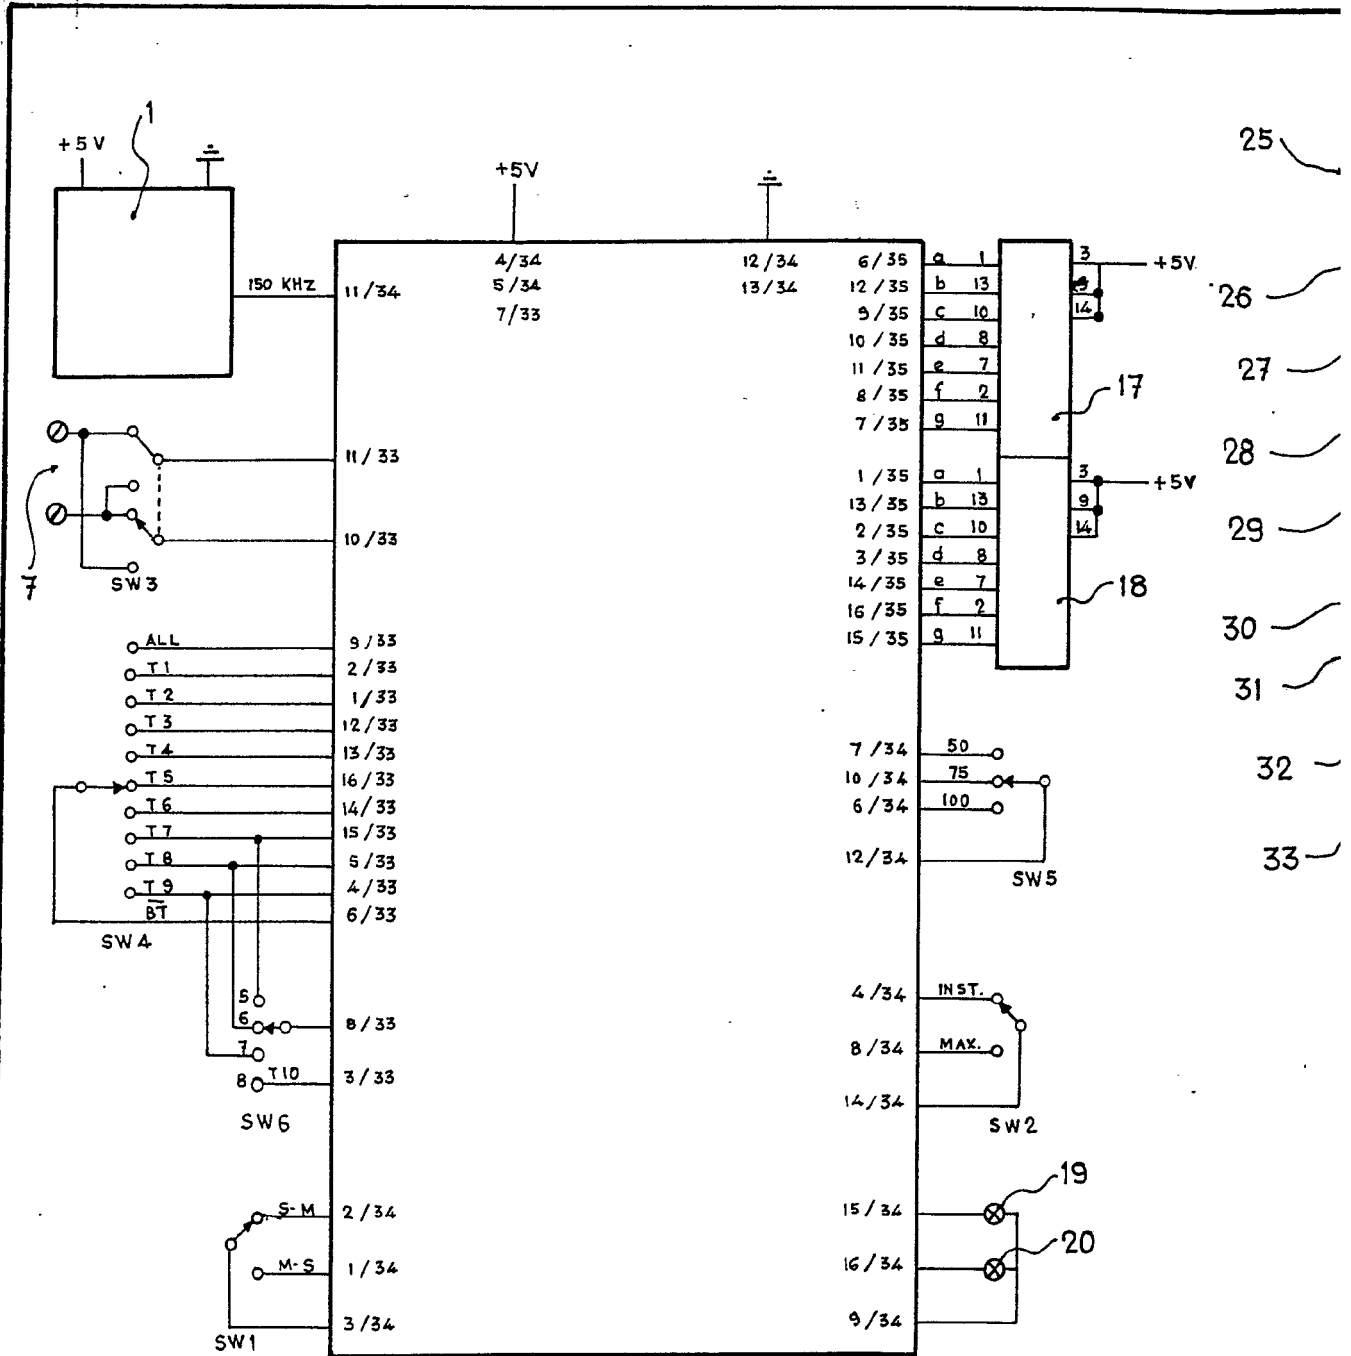 1
+5V
150 KHZ
+5V
4/34
5/34
7/33
12/34
13/34
11/34
11/33
10/33
7
SW3
ALL 9/33
T1 2/33
T2 1/33
T3 12/33
T4 13/33
T5 16/33
T6 14/33
T7 15/33
T8 5/33
T9 4/33
BT 6/33
SW4
5
6 8/33
7
8 T10 3/33
SW6
S-M 2/34
M-S 1/34
3/34
SW1
6/35 a 1 3 +5V
12/35 b 13
9/35 c 10 14
10/35 d 8
11/35 e 7
8/35 f 2
7/35 g 11
17
1/35 a 1 3 +5V
13/35 b 13 9
2/35 c 10 14
3/35 d 8
14/35 e 7
16/35 f 2
15/35 g 11
18
7/34 50
10/34 75
6/34 100
12/34
SW5
4/34 INST.
8/34 MAX.
14/34
SW2
15/34 19
16/34 20
9/34
25
26
27
28
29
30
31
32
33